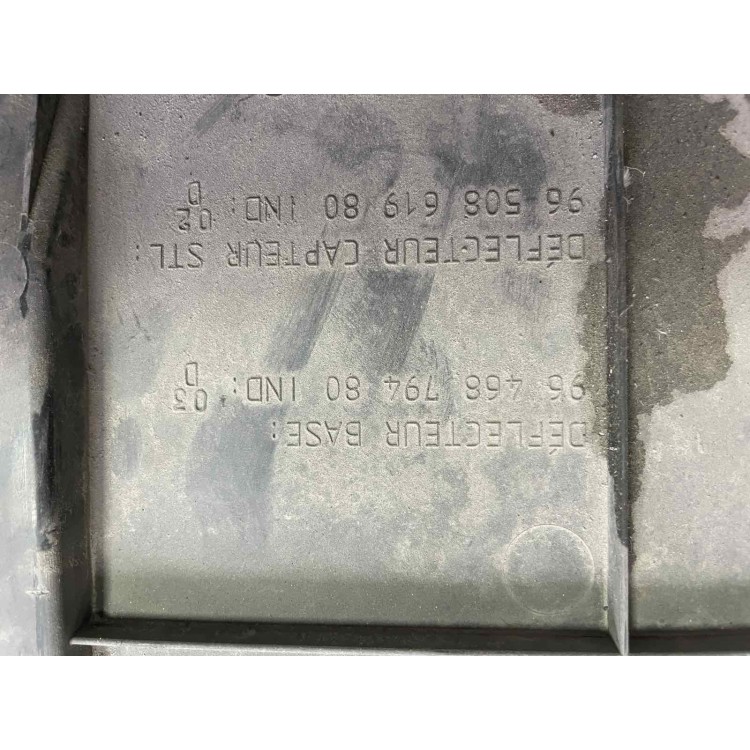 DÉFLECTEUR BASE:
96 468 794 80 IND: 03
D
DÉFLECTEUR CAPTEUR STL:
96 508 619 80 IND: 02
D